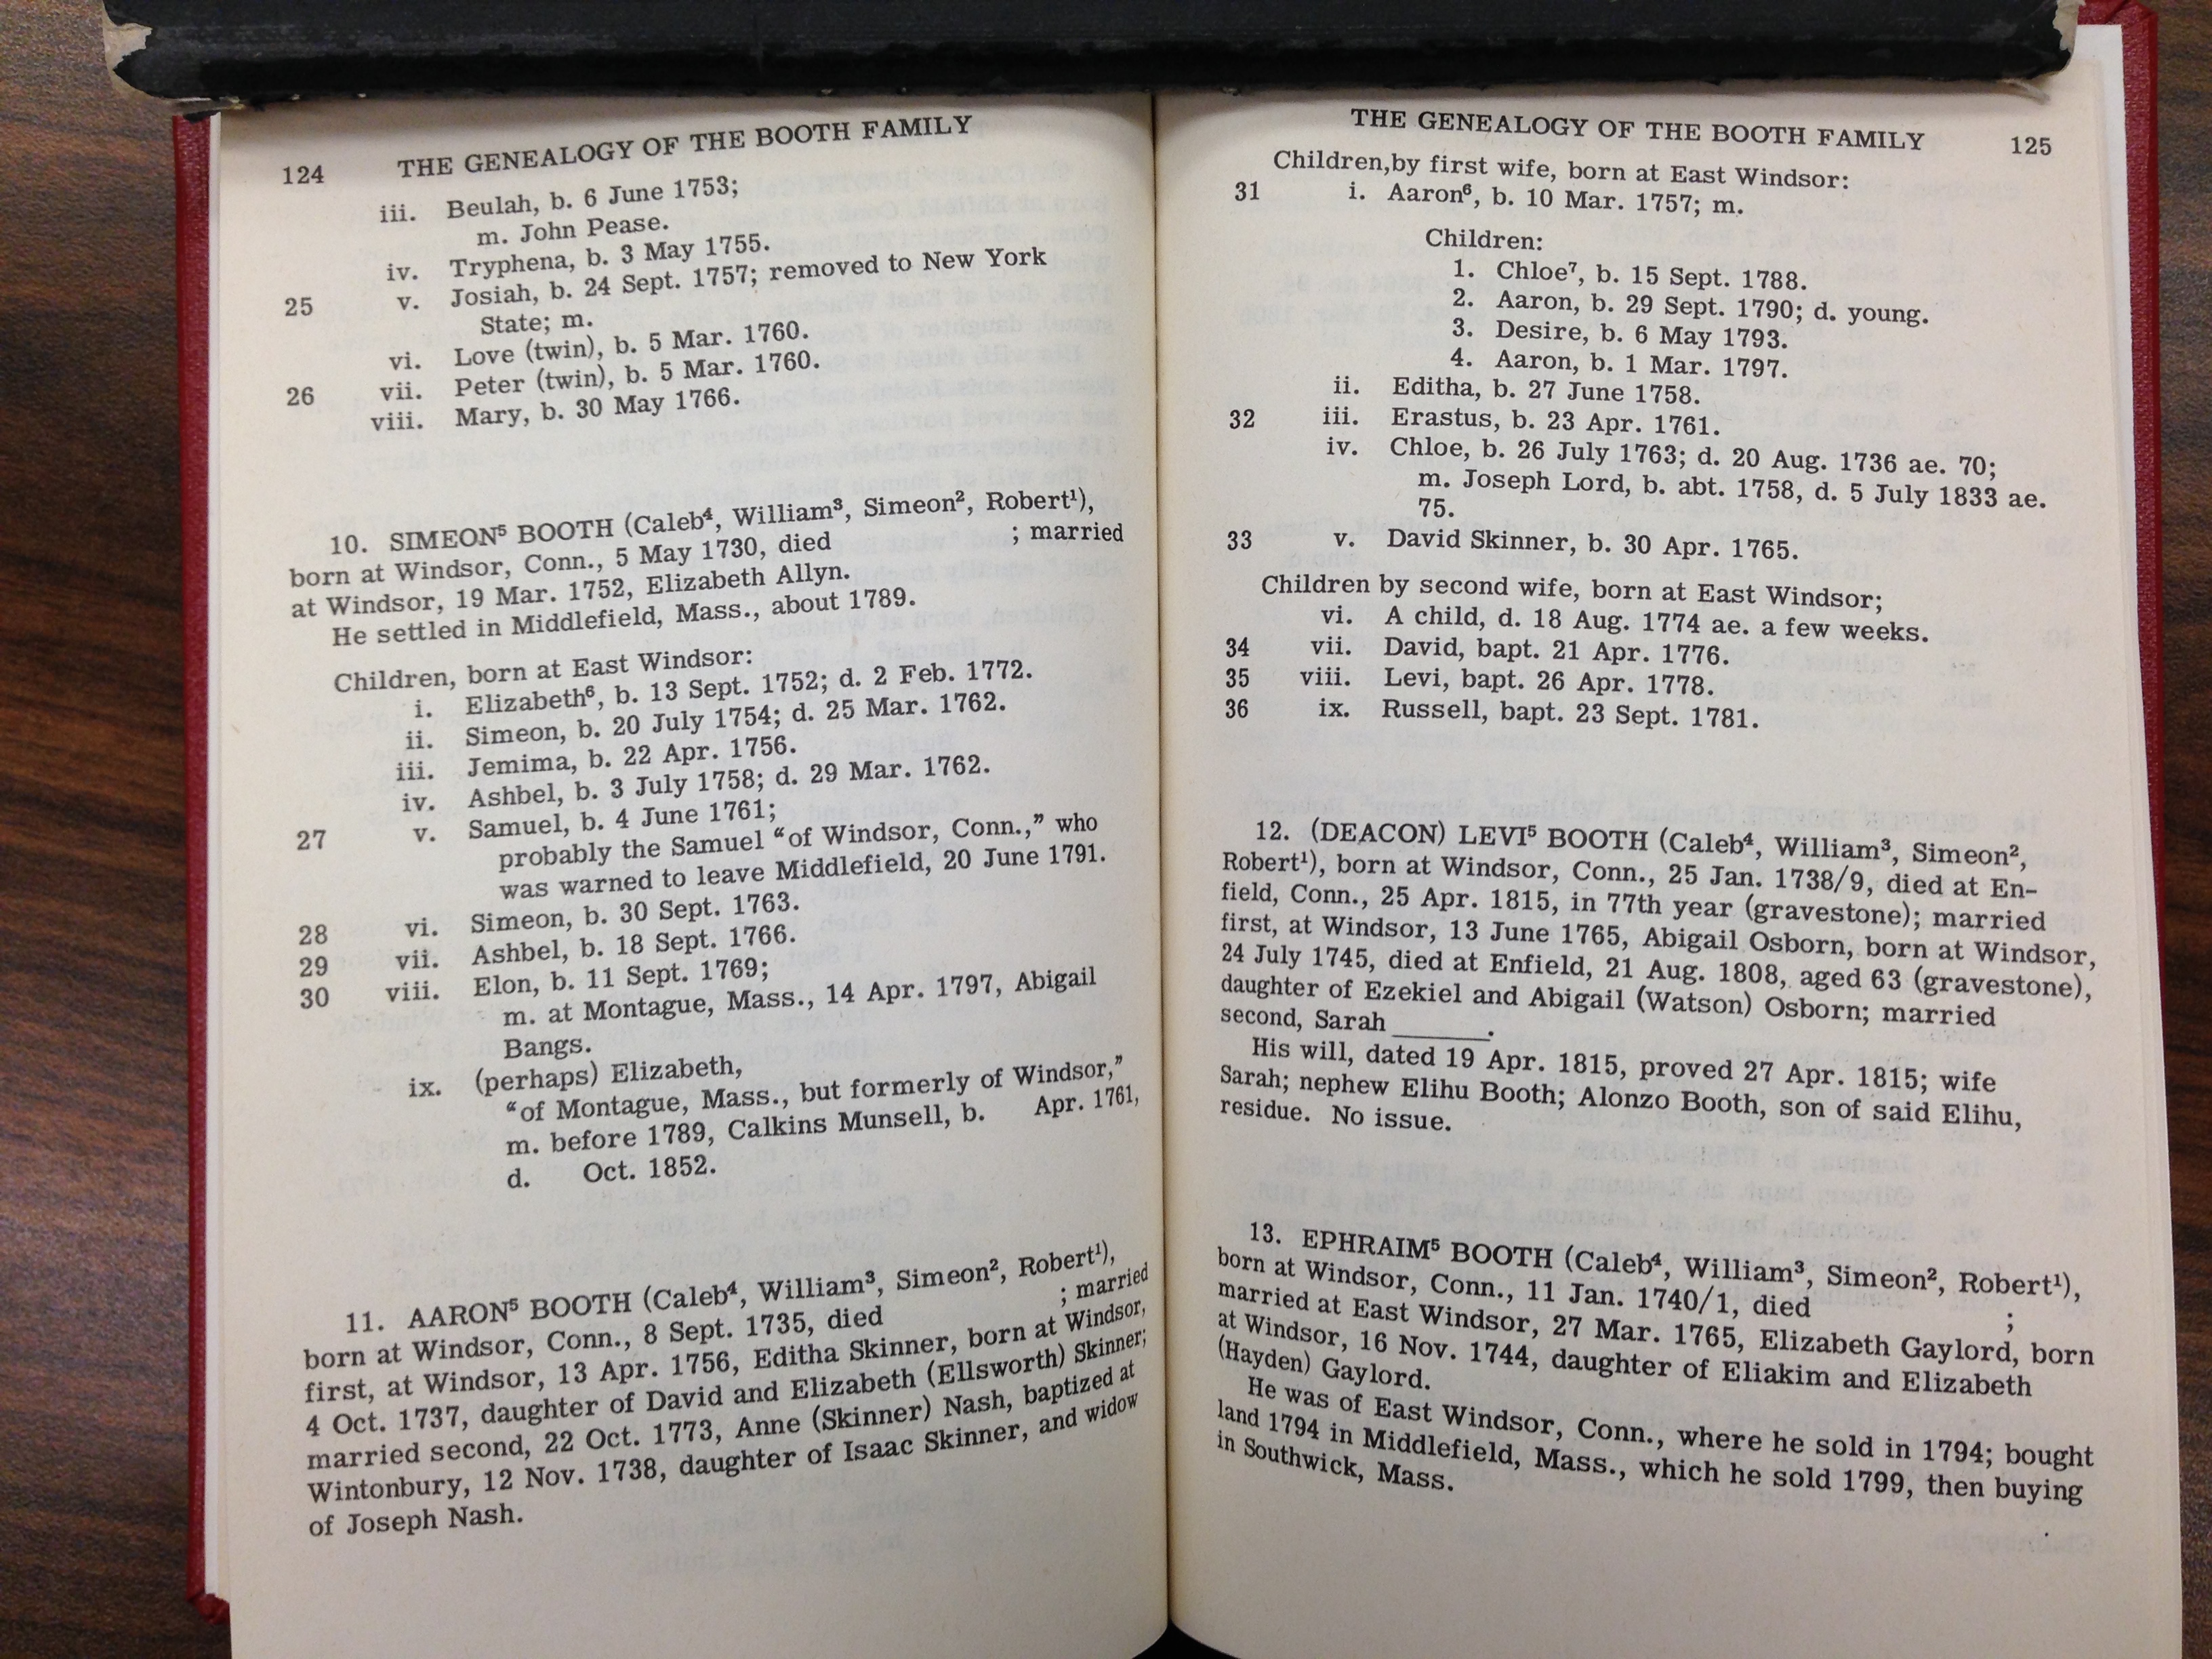 124 THE GENEALOGY OF THE BOOTH FAMILY
iii. Beulah, b. 6 June 1753;
m. John Pease.
iv. Tryphena, b. 3 May 1755.
25 v. Josiah, b. 24 Sept. 1757; removed to New York
State; m.
vi. Love (twin), b. 5 Mar. 1760.
26 vii. Peter (twin), b. 5 Mar. 1760.
viii. Mary, b. 30 May 1766.
10. SIMEON⁵ BOOTH (Caleb⁴, William³, Simeon², Robert¹),
born at Windsor, Conn., 5 May 1730, died ; married
at Windsor, 19 Mar. 1752, Elizabeth Allyn.
He settled in Middlefield, Mass., about 1789.
Children, born at East Windsor:
i. Elizabeth⁶, b. 13 Sept. 1752; d. 2 Feb. 1772.
ii. Simeon, b. 20 July 1754; d. 25 Mar. 1762.
iii. Jemima, b. 22 Apr. 1756.
iv. Ashbel, b. 3 July 1758; d. 29 Mar. 1762.
27 v. Samuel, b. 4 June 1761;
probably the Samuel “of Windsor, Conn.,” who
was warned to leave Middlefield, 20 June 1791.
28 vi. Simeon, b. 30 Sept. 1763.
29 vii. Ashbel, b. 18 Sept. 1766.
30 viii. Elon, b. 11 Sept. 1769;
m. at Montague, Mass., 14 Apr. 1797, Abigail
Bangs.
ix. (perhaps) Elizabeth,
“of Montague, Mass., but formerly of Windsor,”
m. before 1789, Calkins Munsell, b. Apr. 1761,
d. Oct. 1852.
11. AARON⁵ BOOTH (Caleb⁴, William³, Simeon², Robert¹),
born at Windsor, Conn., 8 Sept. 1735, died ; married
first, at Windsor, 13 Apr. 1756, Editha Skinner, born at Windsor,
4 Oct. 1737, daughter of David and Elizabeth (Ellsworth) Skinner;
married second, 22 Oct. 1773, Anne (Skinner) Nash, baptized at
Wintonbury, 12 Nov. 1738, daughter of Isaac Skinner, and widow
of Joseph Nash.
THE GENEALOGY OF THE BOOTH FAMILY 125
Children,by first wife, born at East Windsor:
31 i. Aaron⁶, b. 10 Mar. 1757; m.
Children:
1. Chloe⁷, b. 15 Sept. 1788.
2. Aaron, b. 29 Sept. 1790; d. young.
3. Desire, b. 6 May 1793.
4. Aaron, b. 1 Mar. 1797.
ii. Editha, b. 27 June 1758.
32 iii. Erastus, b. 23 Apr. 1761.
iv. Chloe, b. 26 July 1763; d. 20 Aug. 1736 ae. 70;
m. Joseph Lord, b. abt. 1758, d. 5 July 1833 ae.
75.
33 v. David Skinner, b. 30 Apr. 1765.
Children by second wife, born at East Windsor;
vi. A child, d. 18 Aug. 1774 ae. a few weeks.
34 vii. David, bapt. 21 Apr. 1776.
35 viii. Levi, bapt. 26 Apr. 1778.
36 ix. Russell, bapt. 23 Sept. 1781.
12. (DEACON) LEVI⁵ BOOTH (Caleb⁴, William³, Simeon²,
Robert¹), born at Windsor, Conn., 25 Jan. 1738/9, died at En-
field, Conn., 25 Apr. 1815, in 77th year (gravestone); married
first, at Windsor, 13 June 1765, Abigail Osborn, born at Windsor,
24 July 1745, died at Enfield, 21 Aug. 1808, aged 63 (gravestone),
daughter of Ezekiel and Abigail (Watson) Osborn; married
second, Sarah ______.
His will, dated 19 Apr. 1815, proved 27 Apr. 1815; wife
Sarah; nephew Elihu Booth; Alonzo Booth, son of said Elihu,
residue. No issue.
13. EPHRAIM⁵ BOOTH (Caleb⁴, William³, Simeon², Robert¹),
born at Windsor, Conn., 11 Jan. 1740/1, died ;
married at East Windsor, 27 Mar. 1765, Elizabeth Gaylord, born
at Windsor, 16 Nov. 1744, daughter of Eliakim and Elizabeth
(Hayden) Gaylord.
He was of East Windsor, Conn., where he sold in 1794; bought
land 1794 in Middlefield, Mass., which he sold 1799, then buying
in Southwick, Mass.